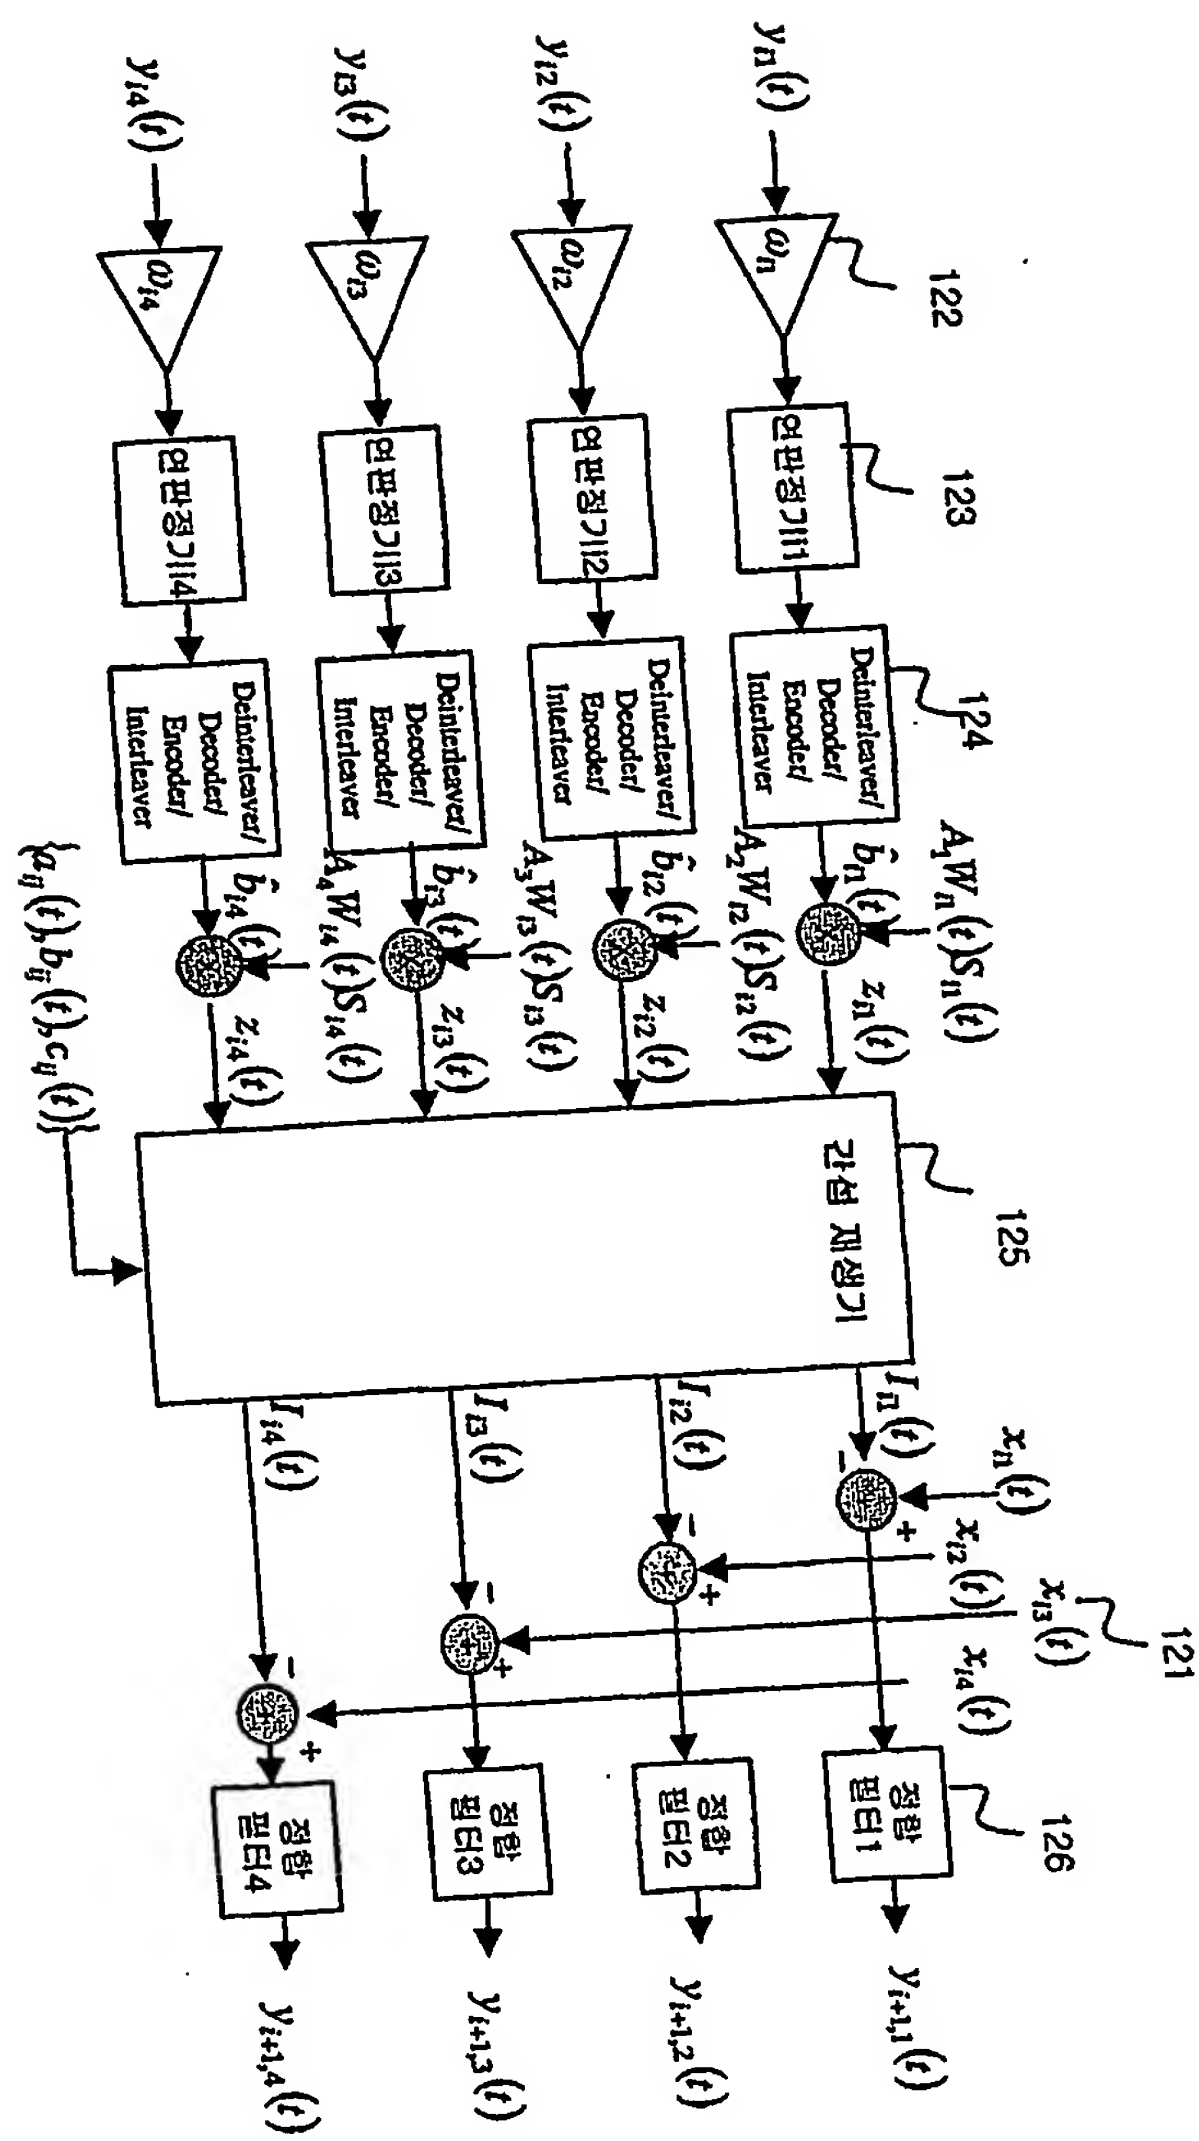 y_{i1}(t)
ω_{i1}
122
연판정기i1
123
Deinterleaver/
Decoder/
Encoder/
Interleaver
124
b̂_{i1}(t)
A_1W_{i1}(t)S_{i1}(t)
z_{i1}(t)
y_{i2}(t)
ω_{i2}
연판정기i2
Deinterleaver/
Decoder/
Encoder/
Interleaver
b̂_{i2}(t)
A_2W_{i2}(t)S_{i2}(t)
z_{i2}(t)
y_{i3}(t)
ω_{i3}
연판정기i3
Deinterleaver/
Decoder/
Encoder/
Interleaver
b̂_{i3}(t)
A_3W_{i3}(t)S_{i3}(t)
z_{i3}(t)
y_{i4}(t)
ω_{i4}
연판정기i4
Deinterleaver/
Decoder/
Encoder/
Interleaver
b̂_{i4}(t)
A_4W_{i4}(t)S_{i4}(t)
z_{i4}(t)
{a_{ij}(t),b_{ij}(t),c_{ij}(t)}
간섭 재생기
125
I_{i1}(t)
x_{i1}(t)
-
+
정합
필터1
126
y_{i+1,1}(t)
I_{i2}(t)
x_{i2}(t)
-
+
정합
필터2
y_{i+1,2}(t)
I_{i3}(t)
x_{i3}(t)
121
-
+
정합
필터3
y_{i+1,3}(t)
I_{i4}(t)
x_{i4}(t)
-
+
정합
필터4
y_{i+1,4}(t)